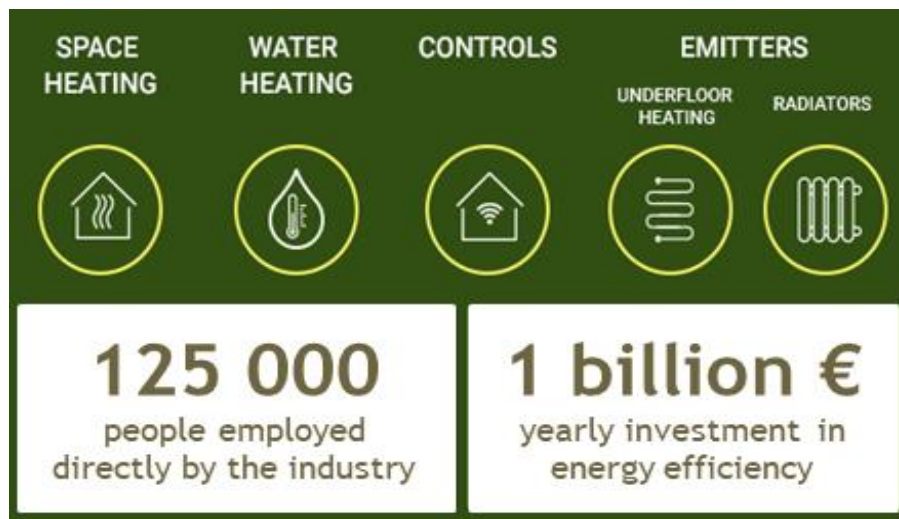 SPACE
HEATING
WATER
HEATING
CONTROLS
EMITTERS
UNDERFLOOR
HEATING
RADIATORS
125 000
people employed
directly by the industry
1 billion €
yearly investment in
energy efficiency